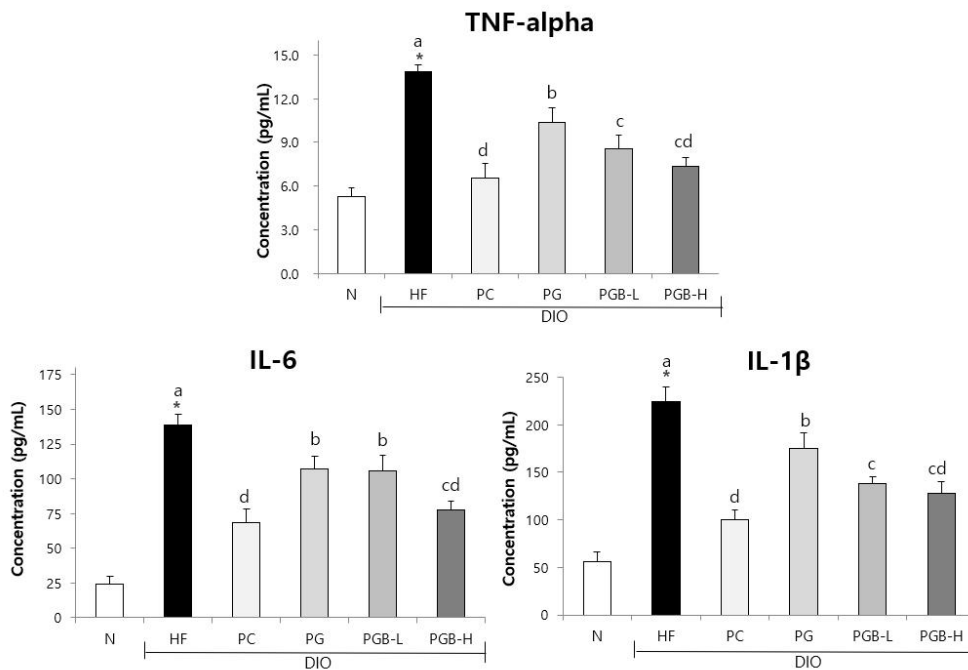 TNF-alpha
Concentration (pg/mL)
15.0
12.0
9.0
6.0
3.0
0.0
a
*
d
b
c
cd
N HF PC PG PGB-L PGB-H
DIO
IL-6
Concentration (pg/mL)
175
150
125
100
75
50
25
0
a
*
d
b
b
cd
N HF PC PG PGB-L PGB-H
DIO
IL-1β
Concentration (pg/mL)
250
200
150
100
50
0
a
*
d
b
c
cd
N HF PC PG PGB-L PGB-H
DIO